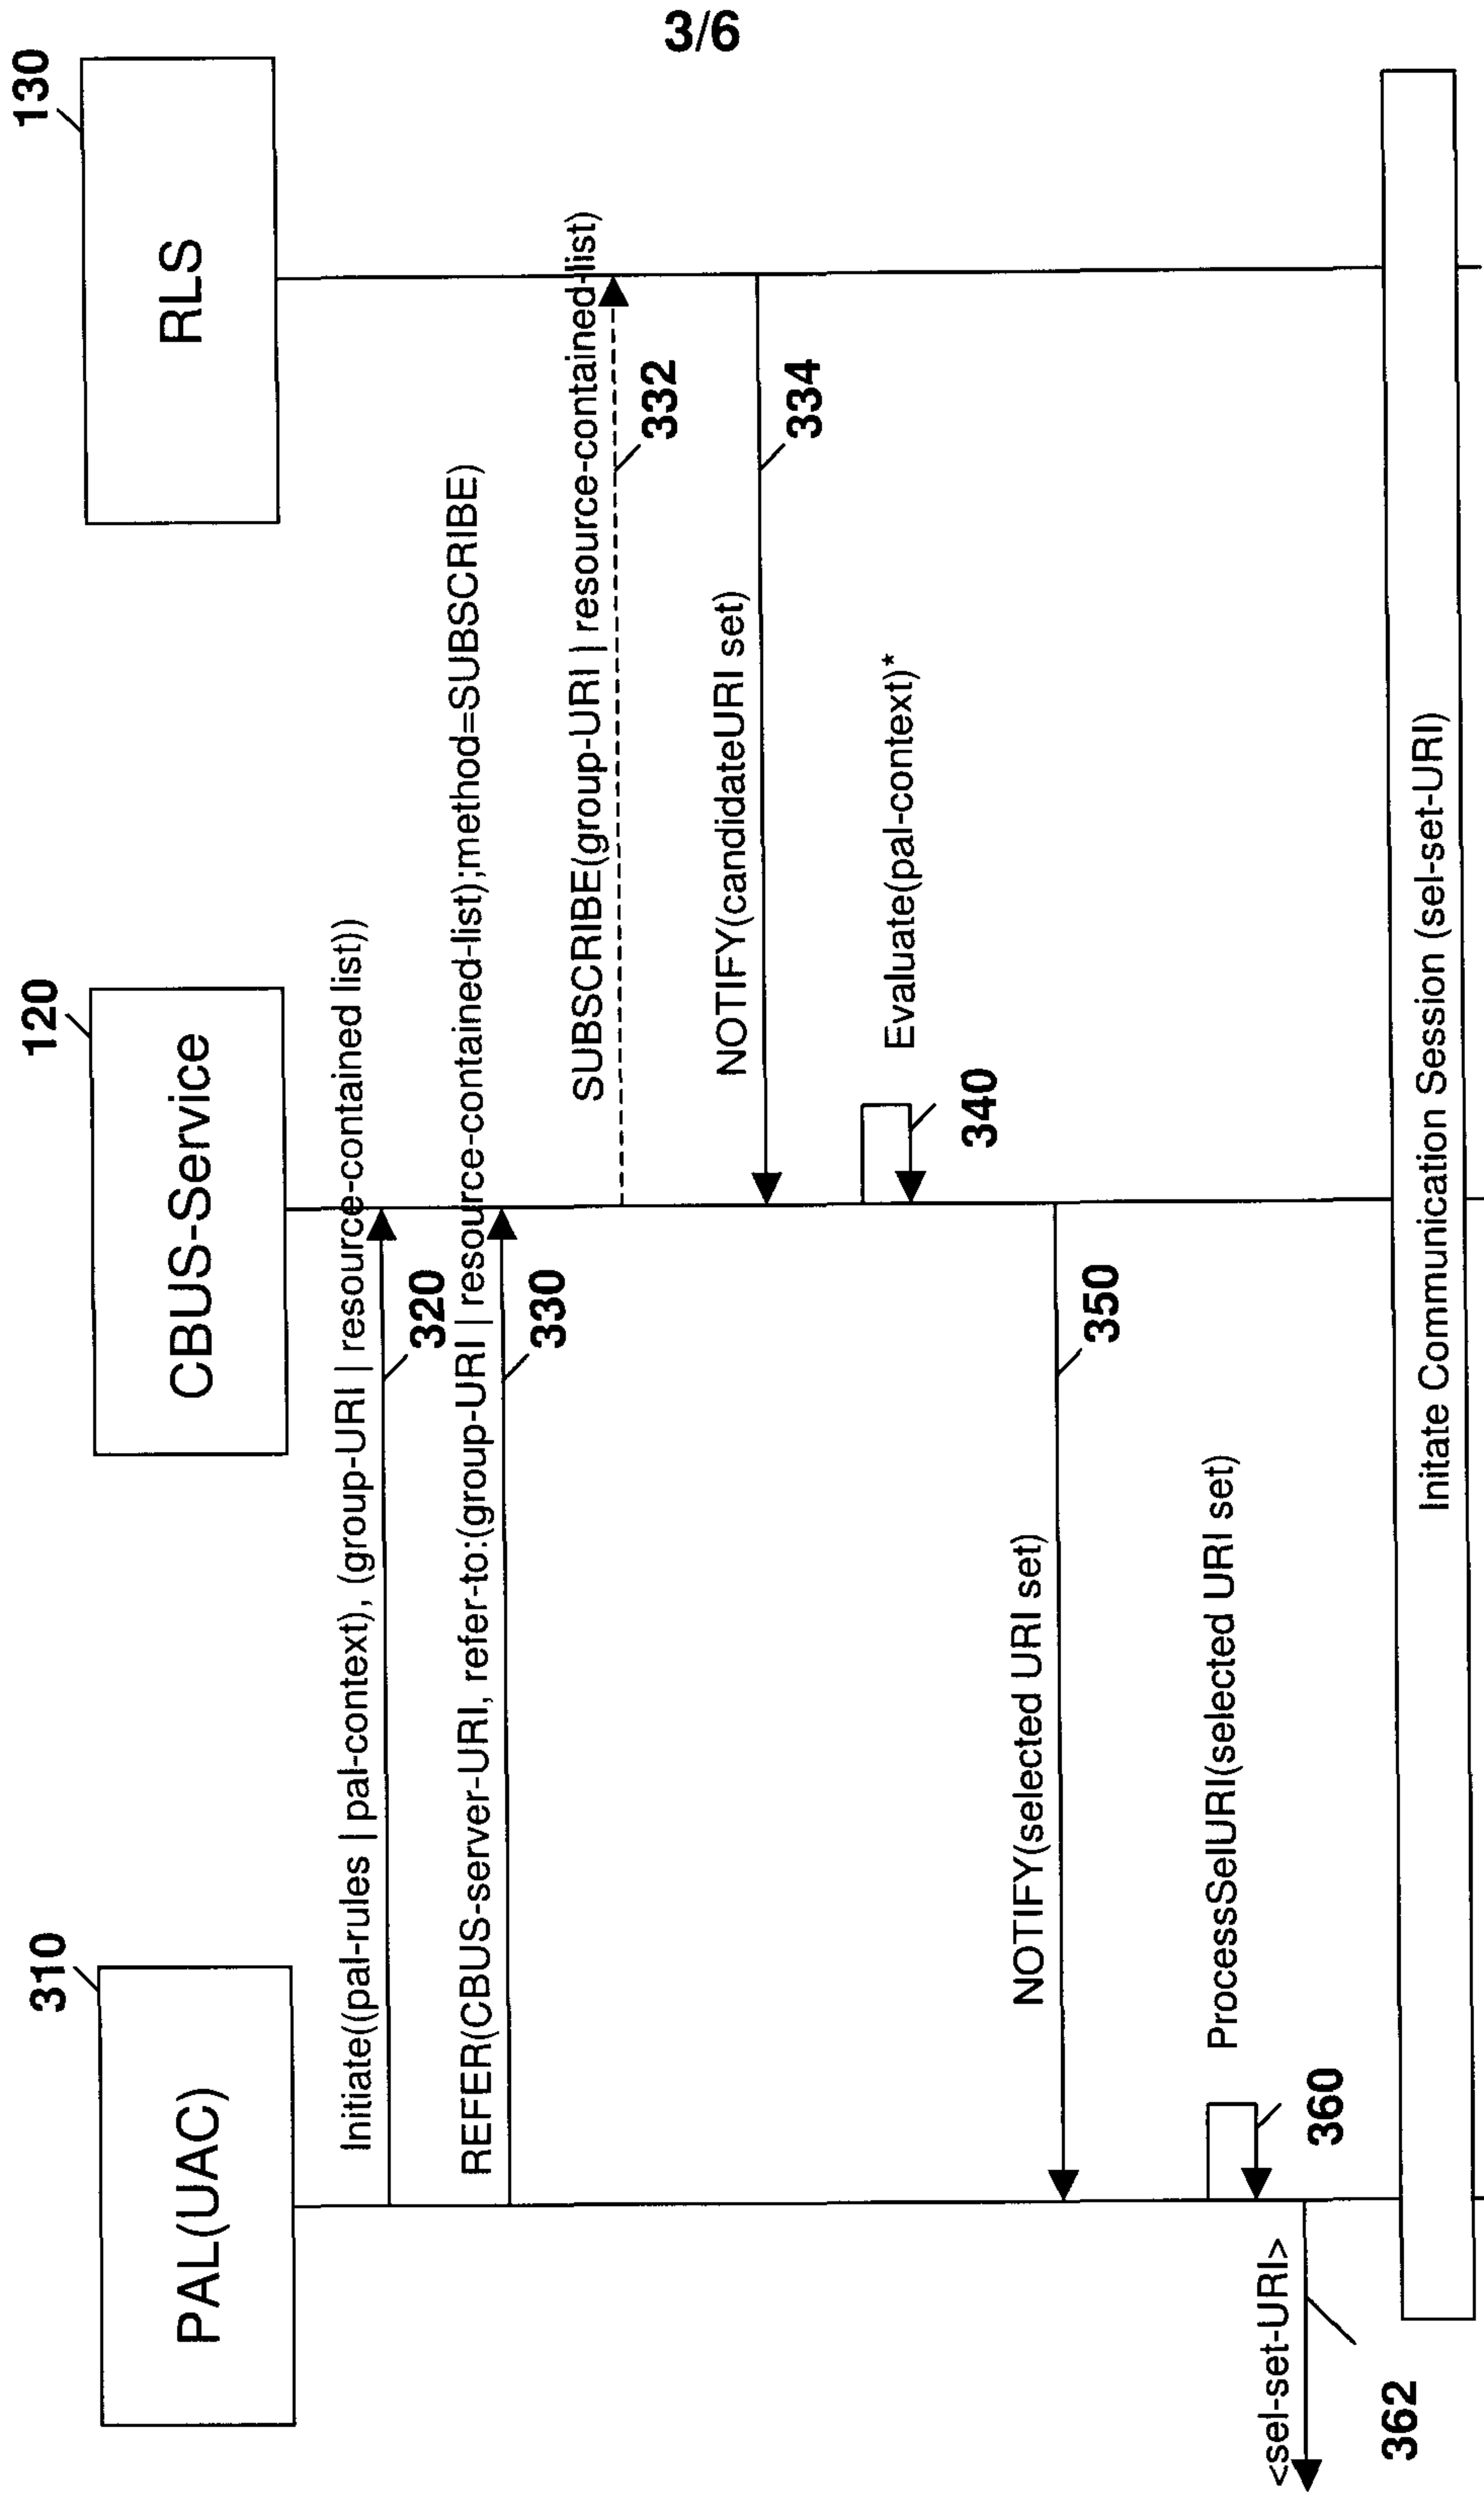 3/6
310
120
130
PAL(UAC)
CBUS-Service
RLS
Initiate((pal-rules | pal-context), (group-URI | resource-contained list))
320
REFER(CBUS-server-URI, refer-to:(group-URI | resource-contained-list);method=SUBSCRIBE)
330
SUBSCRIBE(group-URI | resource-contained-list)
332
NOTIFY(candidateURI set)
334
Evaluate(pal-context)*
340
NOTIFY(selected URI set)
350
ProcessSelURI(selected URI set)
360
<sel-set-URI>
362
Initate Communication Session (sel-set-URI)